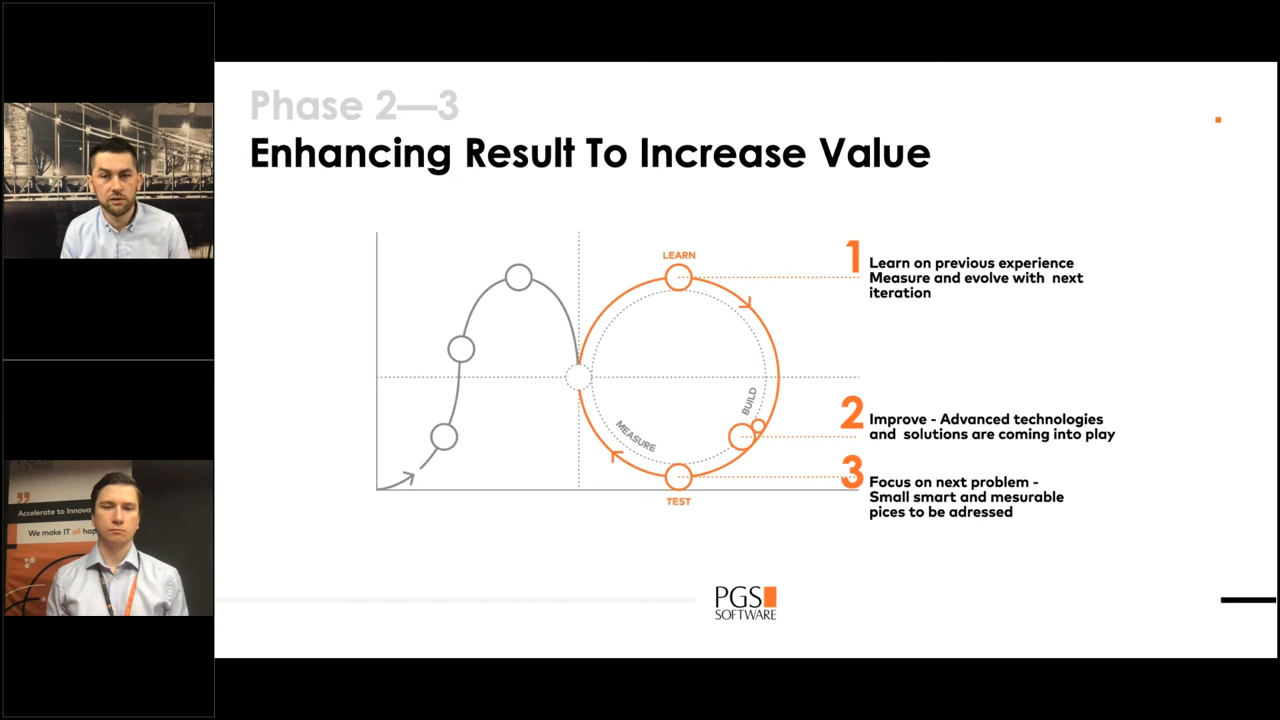 Phase 2—3
Enhancing Result To Increase Value
LEARN
1
Learn on previous experience
Measure and evolve with next
iteration
BUILD
2
Improve - Advanced technologies
and solutions are coming into play
MEASURE
3
Focus on next problem -
Small smart and mesurable
pices to be adressed
TEST
PGS
SOFTWARE
Accelerate to Innova
We make IT all hap